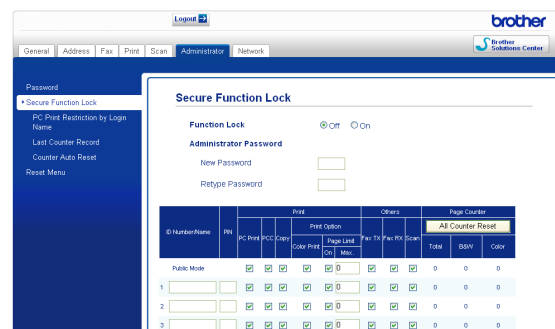 Logout
brother
General Address Fax Print Scan Administrator Network
Brother
Solutions Center
Password
Secure Function Lock
PC Print Restriction by Login
Name
Last Counter Record
Counter Auto Reset
Reset Menu
Secure Function Lock
Function Lock Off On
Administrator Password
New Password
Retype Password
Print Others Page Counter
ID Number/Name PIN PC Print PCC Copy Print Option Fax TX Fax RX Scan All Counter Reset
Color Print Page Limit Total B&W Color
On Max.
Public Mode 0 0 0 0
1 0 0 0 0
2 0 0 0 0
3 0 0 0 0